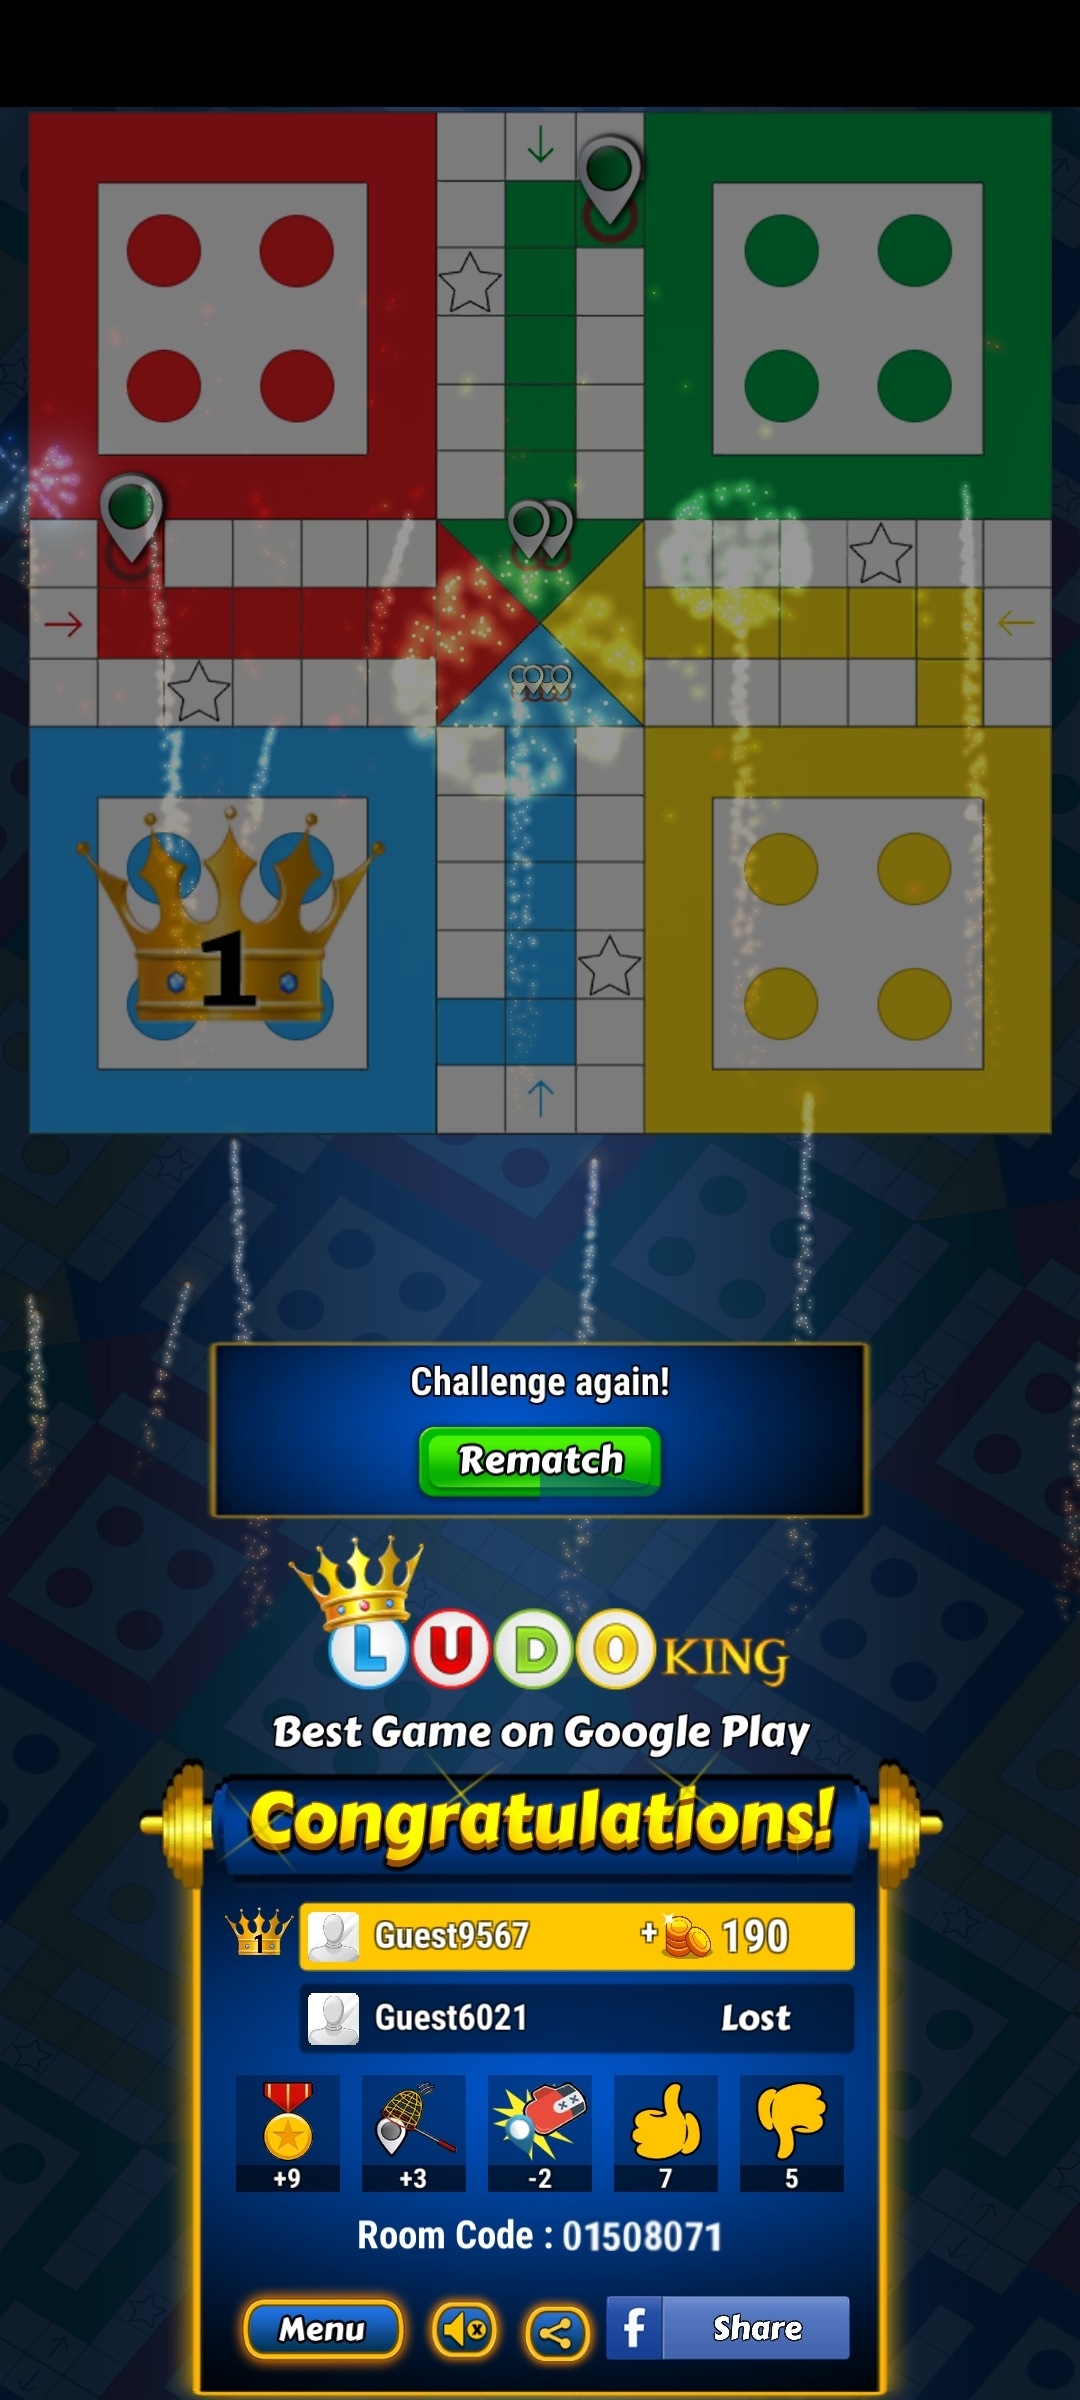 1
Challenge again!
Rematch
LUDO KING
Best Game on Google Play
Congratulations!
1 Guest9567 + 190
Guest6021 Lost
+9 +3 -2 7 5
Room Code : 01508071
Menu f Share